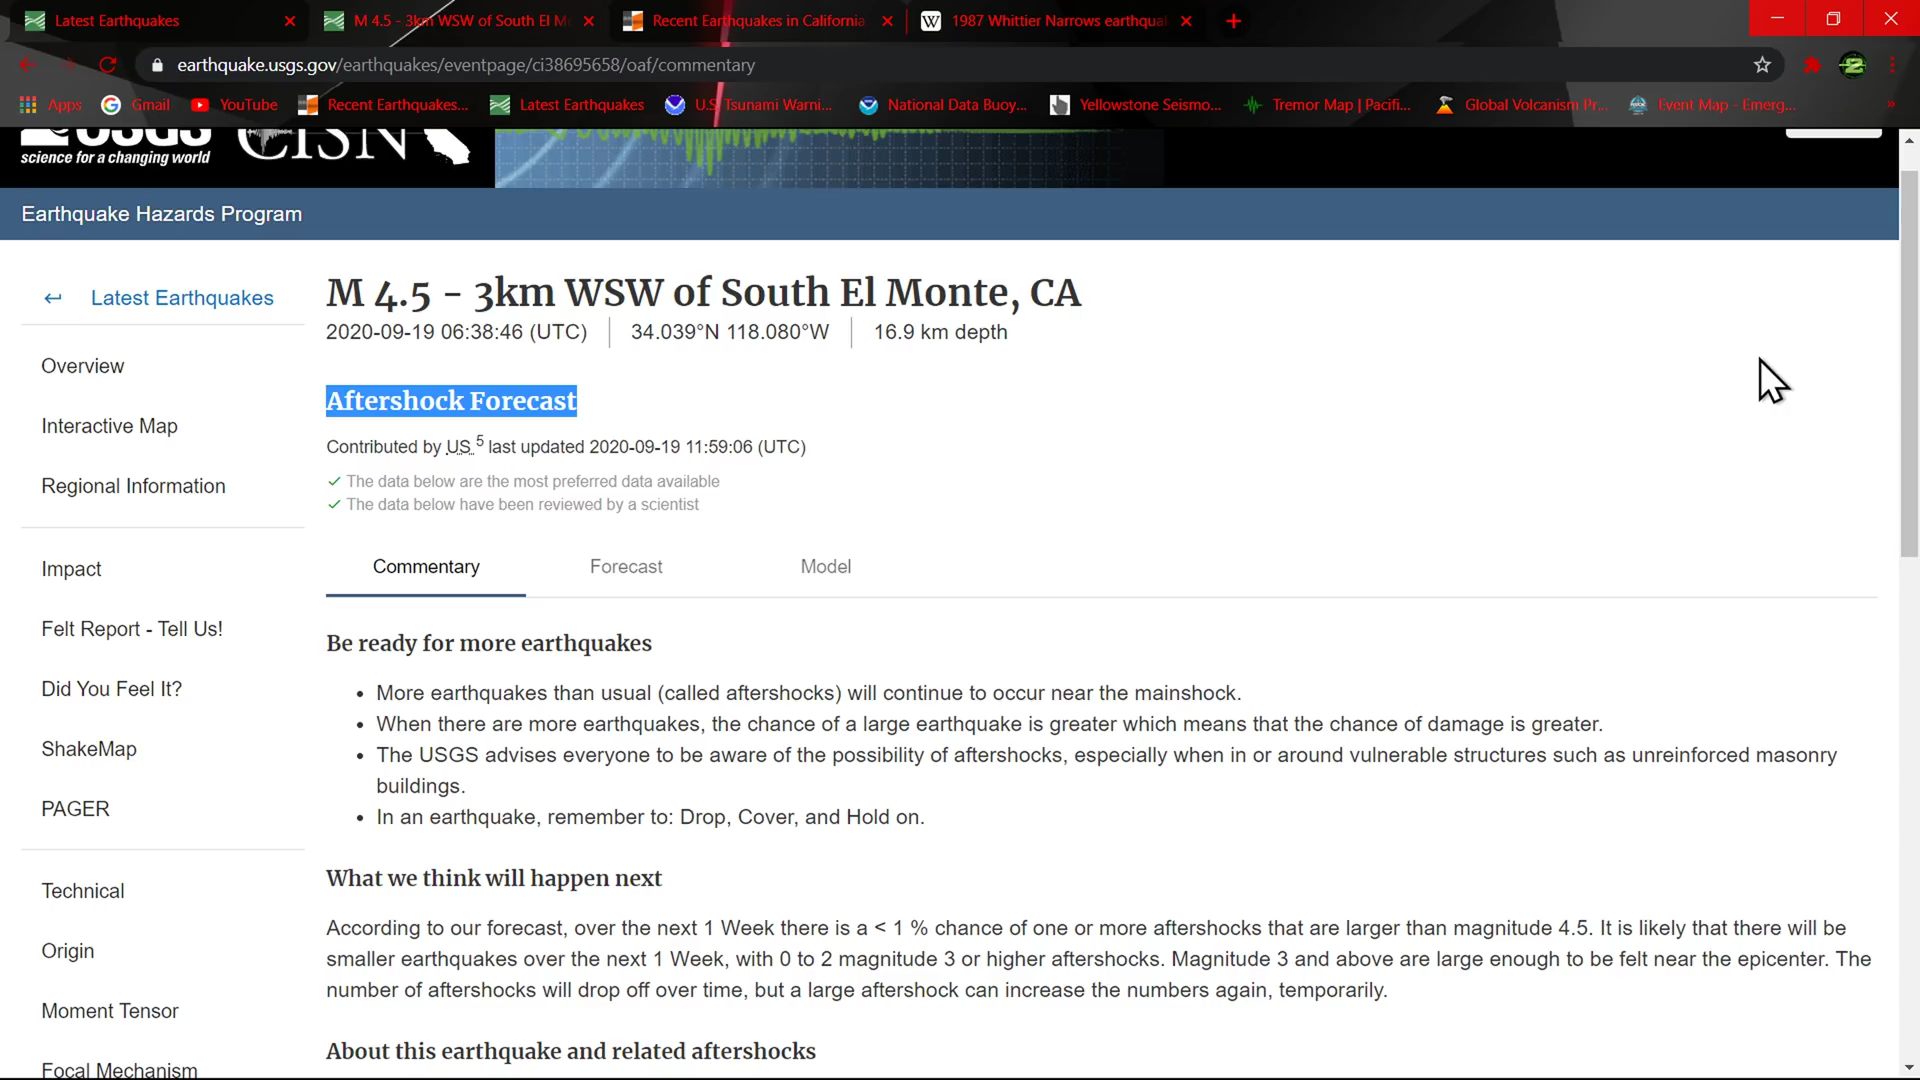 Latest Earthquakes
M 4.5 - 3km WSW of South El M
Recent Earthquakes in California
W 1987 Whittier Narrows earthqua
earthquake.usgs.gov/earthquakes/eventpage/ci38695658/oaf/commentary
Apps Gmail YouTube Recent Earthquakes... Latest Earthquakes U.S. Tsunami Warni... National Data Buoy... Yellowstone Seismo... Tremor Map | Pacifi... Global Volcanism Pr... Event Map - Emerg... »
USGS
science for a changing world
CISN
Earthquake Hazards Program
Latest Earthquakes
Overview
Interactive Map
Regional Information
Impact
Felt Report - Tell Us!
Did You Feel It?
ShakeMap
PAGER
Technical
Origin
Moment Tensor
Focal Mechanism
M 4.5 - 3km WSW of South El Monte, CA
2020-09-19 06:38:46 (UTC) 34.039°N 118.080°W 16.9 km depth
Aftershock Forecast
Contributed by US 5 last updated 2020-09-19 11:59:06 (UTC)
✓ The data below are the most preferred data available
✓ The data below have been reviewed by a scientist
Commentary Forecast Model
Be ready for more earthquakes
• More earthquakes than usual (called aftershocks) will continue to occur near the mainshock.
• When there are more earthquakes, the chance of a large earthquake is greater which means that the chance of damage is greater.
• The USGS advises everyone to be aware of the possibility of aftershocks, especially when in or around vulnerable structures such as unreinforced masonry
buildings.
• In an earthquake, remember to: Drop, Cover, and Hold on.
What we think will happen next
According to our forecast, over the next 1 Week there is a < 1 % chance of one or more aftershocks that are larger than magnitude 4.5. It is likely that there will be
smaller earthquakes over the next 1 Week, with 0 to 2 magnitude 3 or higher aftershocks. Magnitude 3 and above are large enough to be felt near the epicenter. The
number of aftershocks will drop off over time, but a large aftershock can increase the numbers again, temporarily.
About this earthquake and related aftershocks